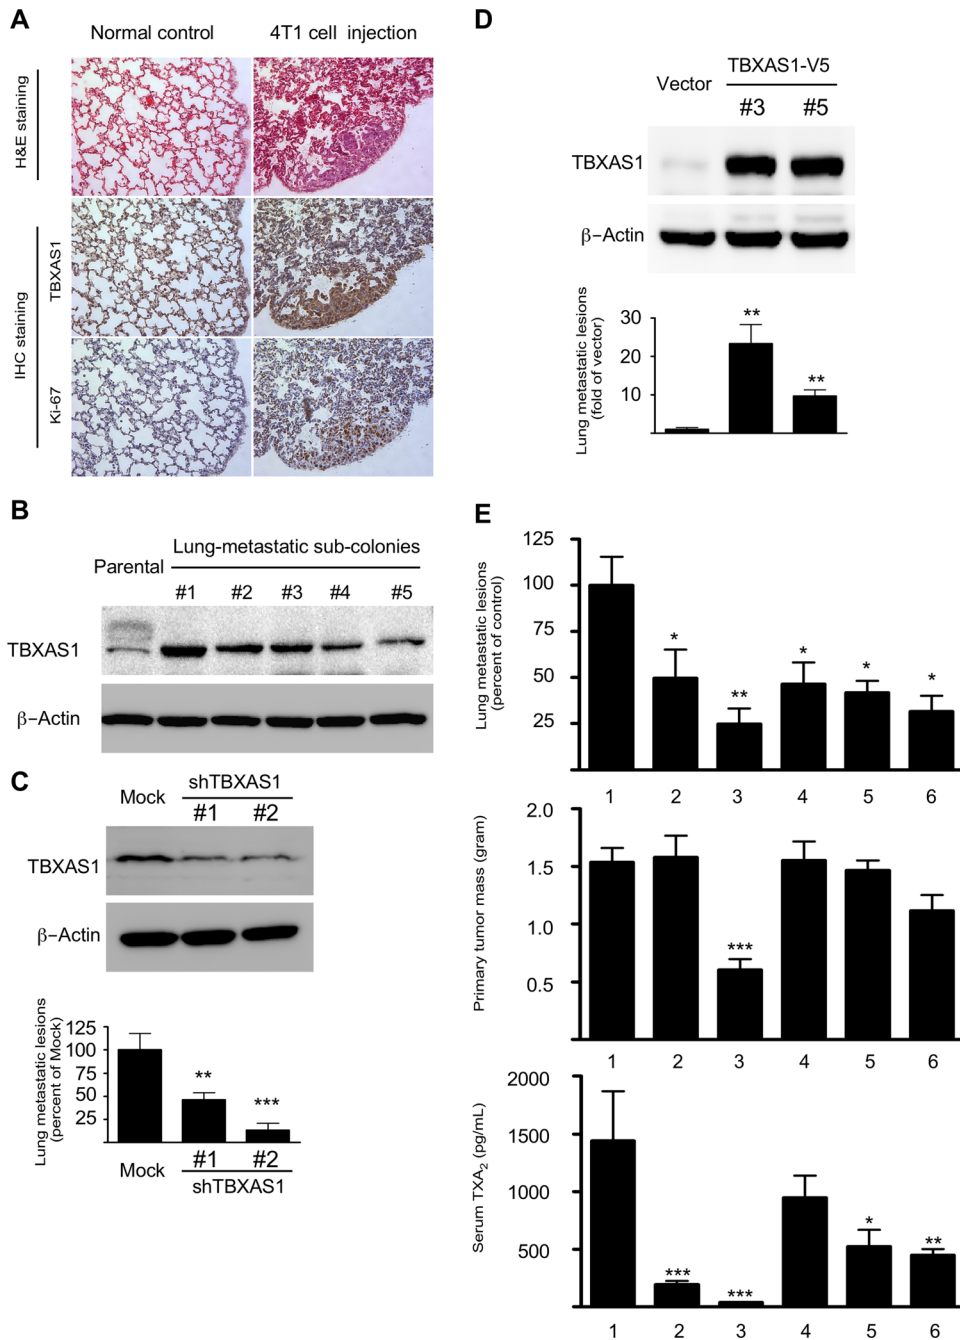 A
Normal control
4T1 cell injection
H&E staining
IHC staining
TBXAS1
Ki-67
B
Lung-metastatic sub-colonies
Parental
#1 #2 #3 #4 #5
TBXAS1
β−Actin
C
shTBXAS1
Mock
#1 #2
TBXAS1
β−Actin
Lung metastatic lesions
(percent of Mock)
125
100
75
50
25
**
***
Mock
#1 #2
shTBXAS1
D
TBXAS1-V5
Vector
#3 #5
TBXAS1
β−Actin
Lung metastatic lesions
(fold of vector)
30
20
10
**
**
E
Lung metastatic lesions
(percent of control)
125
100
75
50
25
*
**
*
*
*
1 2 3 4 5 6
Primary tumor mass (gram)
2.0
1.5
1.0
0.5
***
1 2 3 4 5 6
Serum TXA2 (pg/mL)
2000
1500
1000
500
***
***
*
**
1 2 3 4 5 6